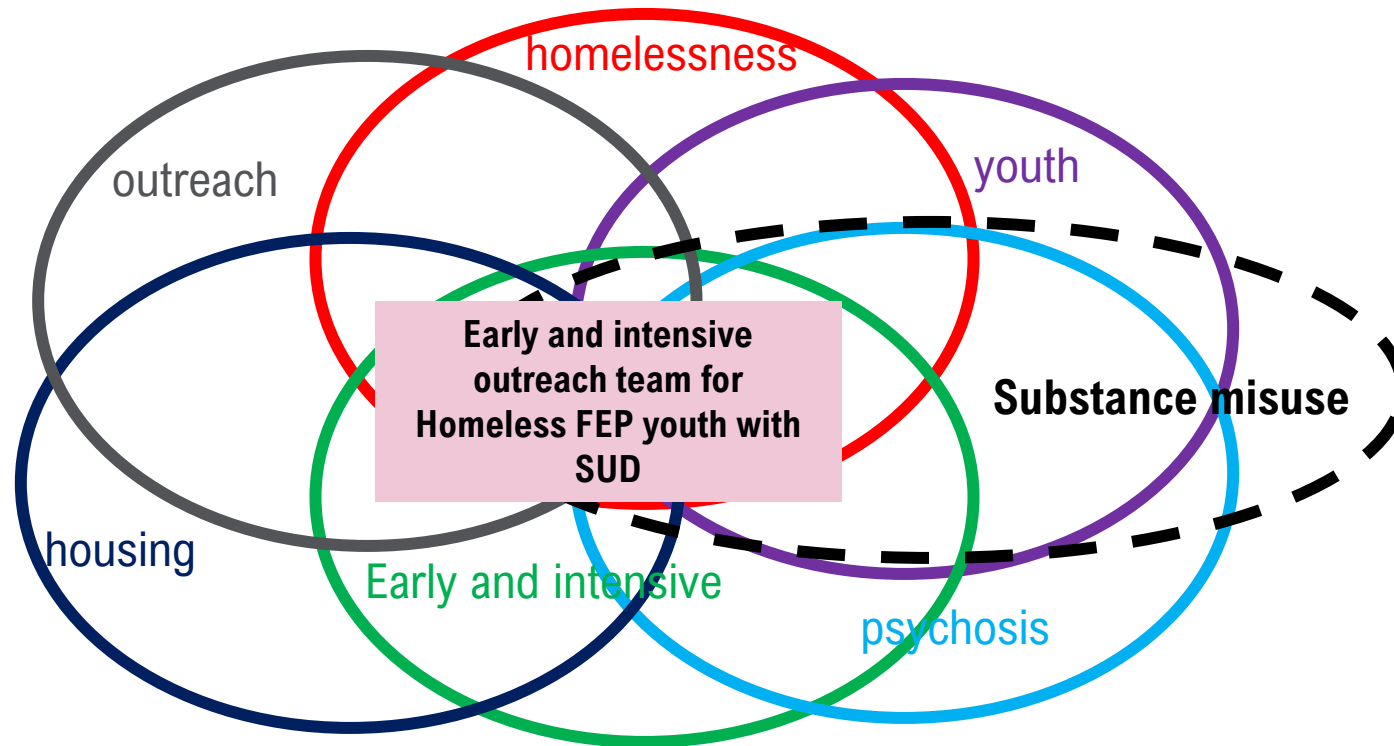 homelessness
outreach
youth
Early and intensive
outreach team for
Homeless FEP youth with
SUD
Substance misuse
housing
Early and intensive
psychosis